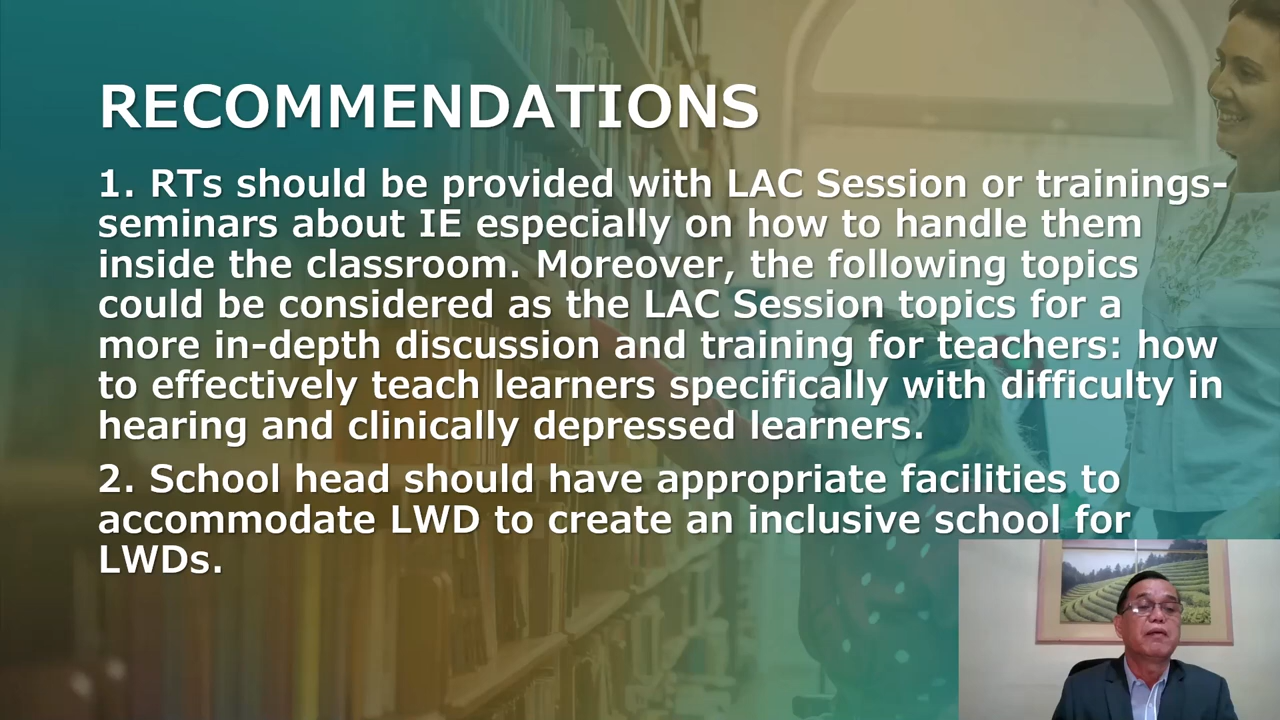 RECOMMENDATIONS
1. RTs should be provided with LAC Session or trainings-
seminars about IE especially on how to handle them
inside the classroom. Moreover, the following topics
could be considered as the LAC Session topics for a
more in-depth discussion and training for teachers: how
to effectively teach learners specifically with difficulty in
hearing and clinically depressed learners.
2. School head should have appropriate facilities to
accommodate LWD to create an inclusive school for
LWDs.